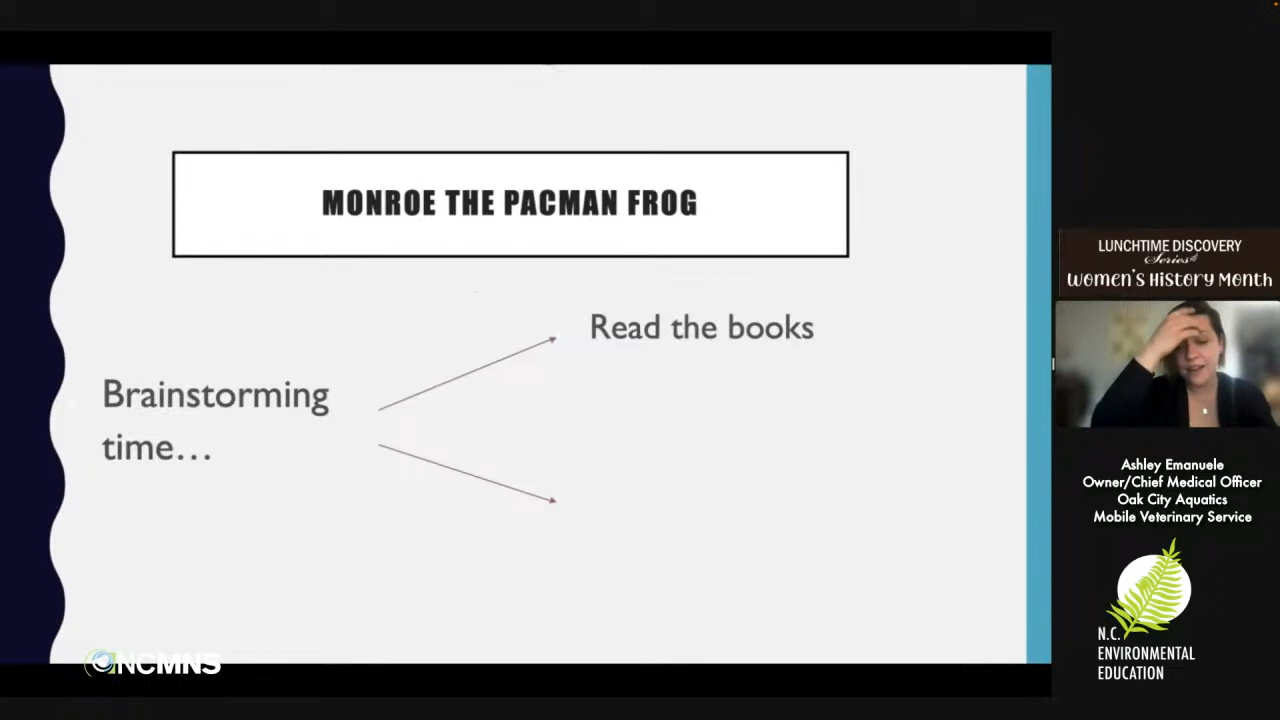 MONROE THE PACMAN FROG
Read the books
Brainstorming
time...
NCMNS
LUNCHTIME DISCOVERY
Series
Women's History Month
Ashley Emanuele
Owner/Chief Medical Officer
Oak City Aquatics
Mobile Veterinary Service
N.C.
ENVIRONMENTAL
EDUCATION